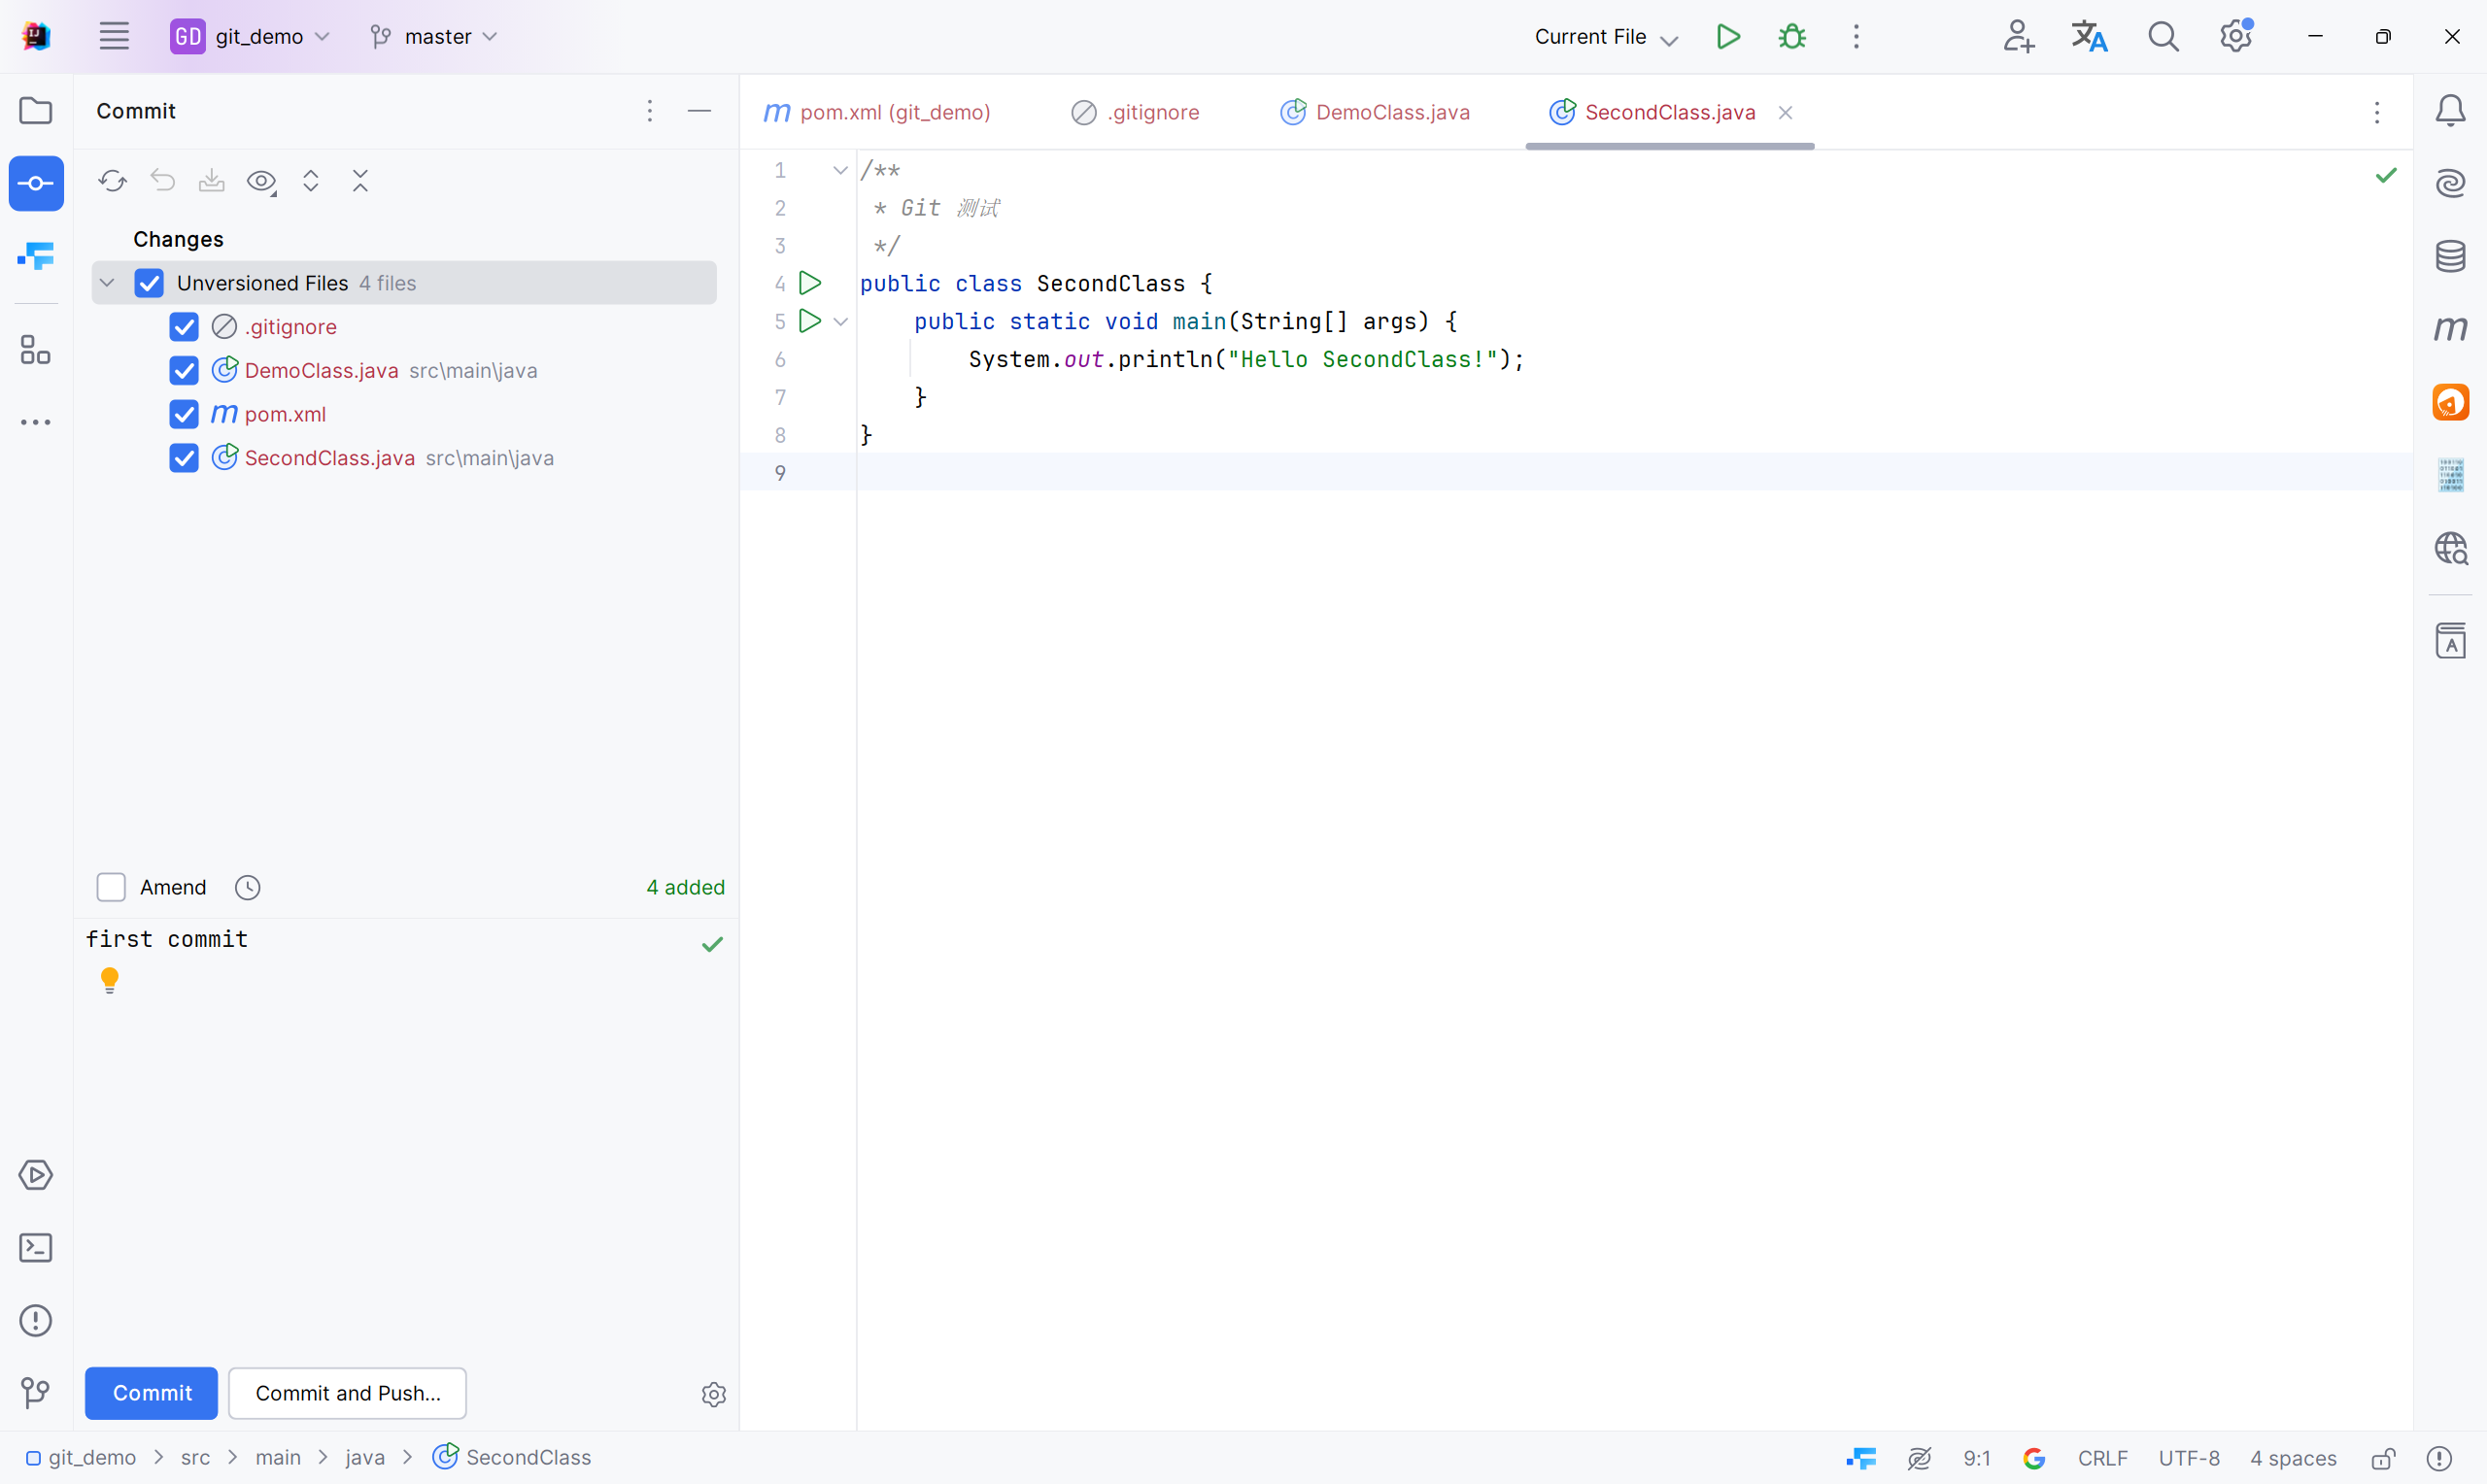 GD git_demo master Current File
Commit
pom.xml (git_demo) .gitignore DemoClass.java SecondClass.java
Changes
Unversioned Files 4 files
.gitignore
DemoClass.java src\main\java
pom.xml
SecondClass.java src\main\java
1 /**
2 * Git 测试
3 */
4 public class SecondClass {
5 public static void main(String[] args) {
6 System.out.println("Hello SecondClass!");
7 }
8 }
9
Amend 4 added
first commit
Commit Commit and Push...
git_demo > src > main > java > SecondClass 9:1 CRLF UTF-8 4 spaces